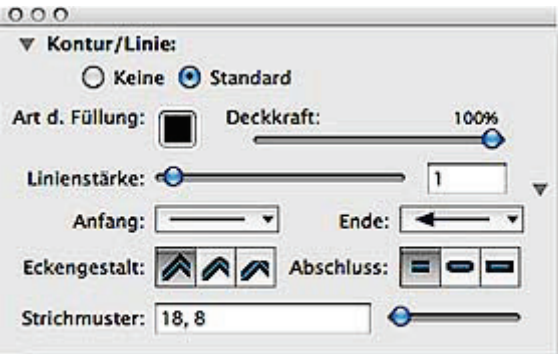 Kontur/Linie:
Keine Standard
Art d. Füllung: Deckkraft: 100%
Linienstärke: 1
Anfang: Ende:
Eckengestalt: Abschluss:
Strichmuster: 18, 8